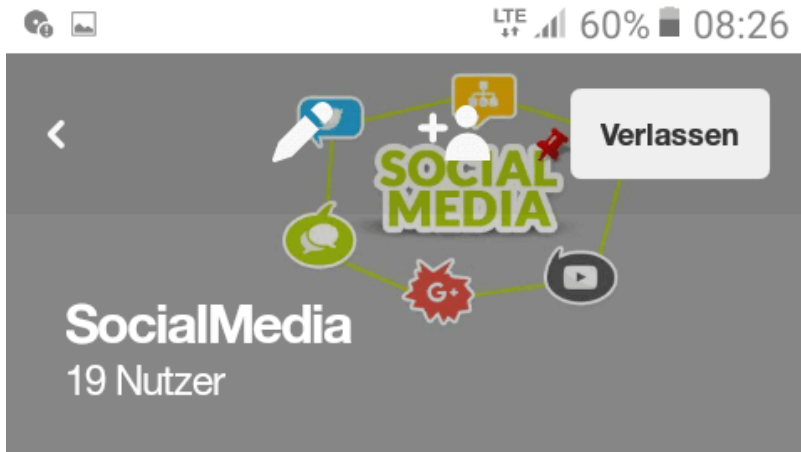 LTE 60% 08:26
Verlassen
SOCIAL
MEDIA
G+
SocialMedia
19 Nutzer